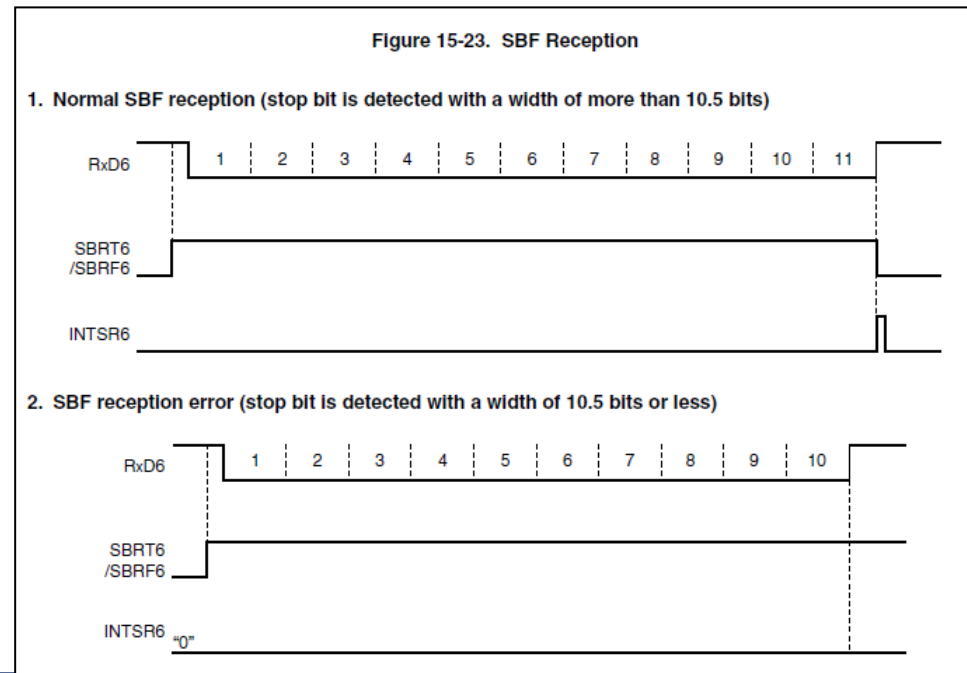 Figure 15-23. SBF Reception
1. Normal SBF reception (stop bit is detected with a width of more than 10.5 bits)
RxD6 1 2 3 4 5 6 7 8 9 10 11
SBRT6
/SBRF6
INTSR6
2. SBF reception error (stop bit is detected with a width of 10.5 bits or less)
RxD6 1 2 3 4 5 6 7 8 9 10
SBRT6
/SBRF6
INTSR6 “0”